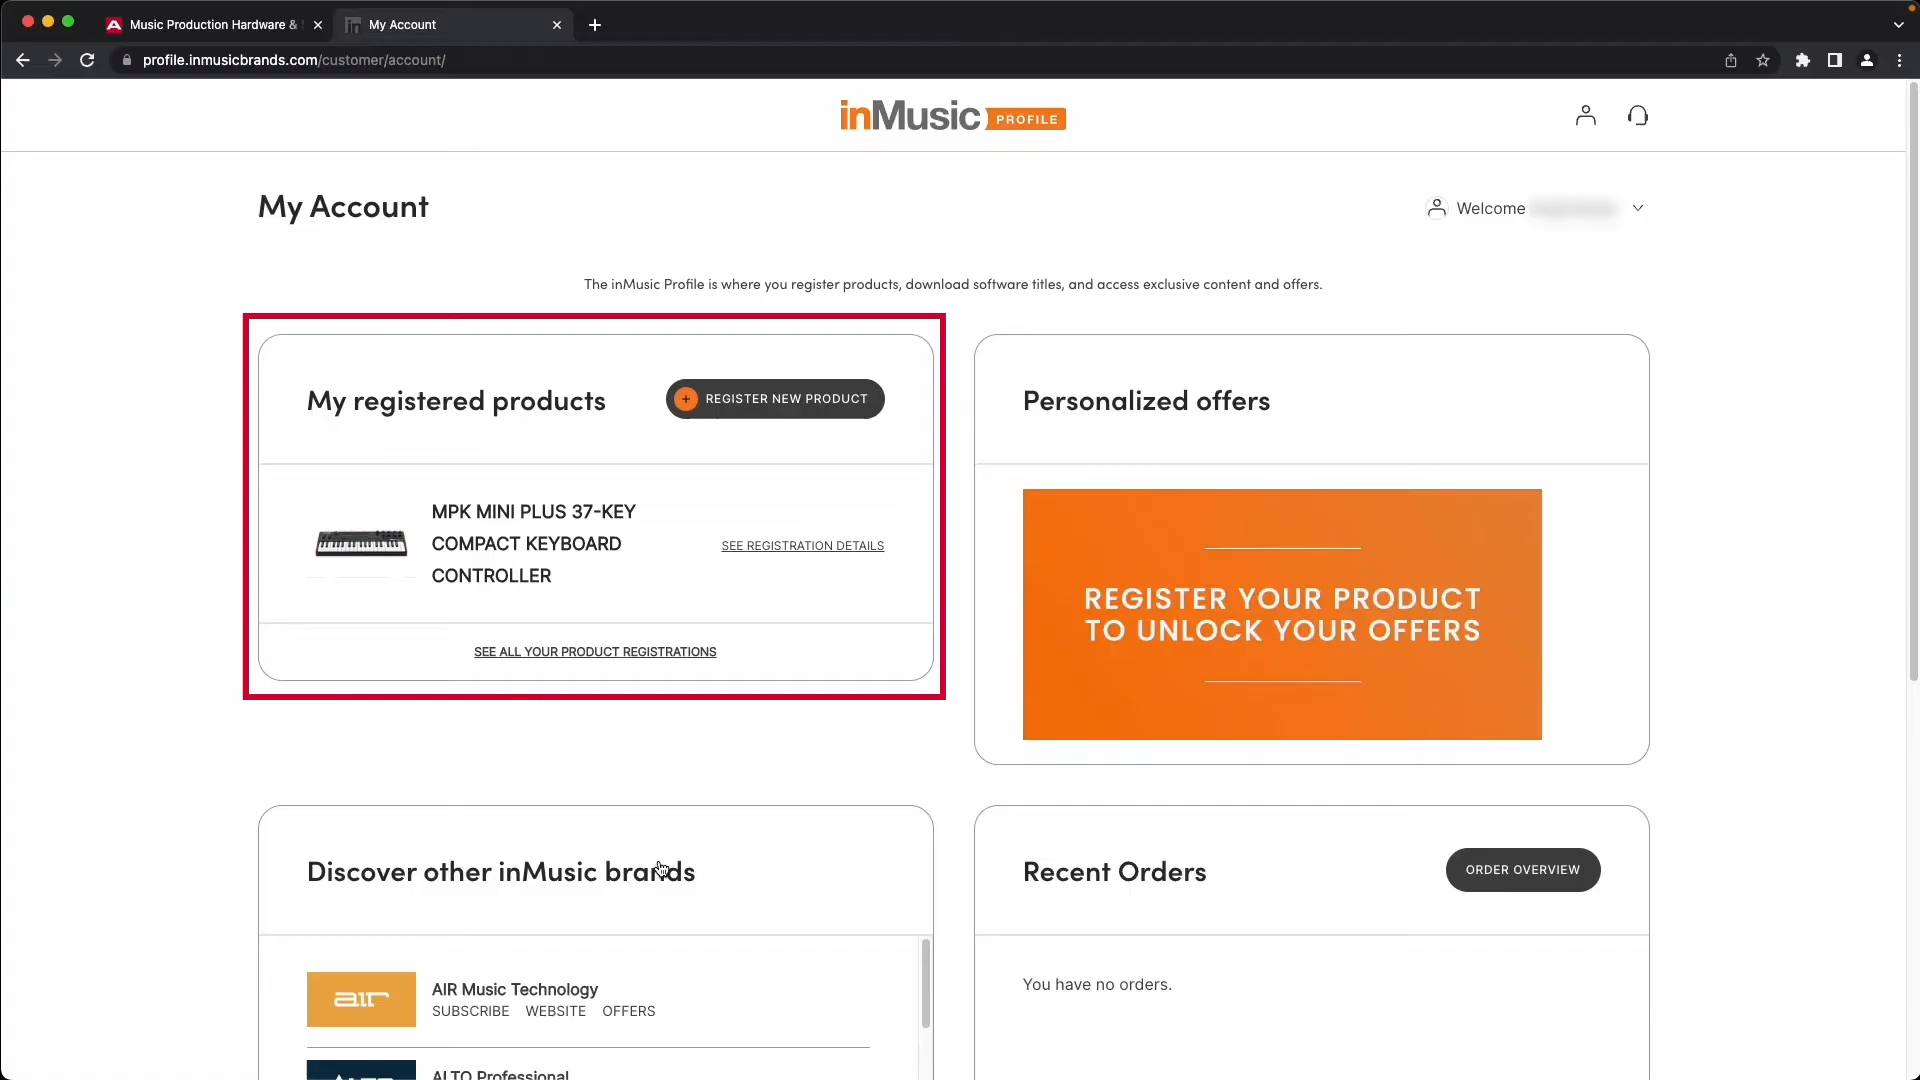 Music Production Hardware &
My Account
profile.inmusicbrands.com/customer/account/
inMusic PROFILE
My Account
Welcome
The inMusic Profile is where you register products, download software titles, and access exclusive content and offers.
My registered products
+ REGISTER NEW PRODUCT
MPK MINI PLUS 37-KEY
COMPACT KEYBOARD
CONTROLLER
SEE REGISTRATION DETAILS
SEE ALL YOUR PRODUCT REGISTRATIONS
Personalized offers
REGISTER YOUR PRODUCT
TO UNLOCK YOUR OFFERS
Discover other inMusic brands
AIR Music Technology
SUBSCRIBE WEBSITE OFFERS
air
ALTO Professional
Recent Orders
ORDER OVERVIEW
You have no orders.